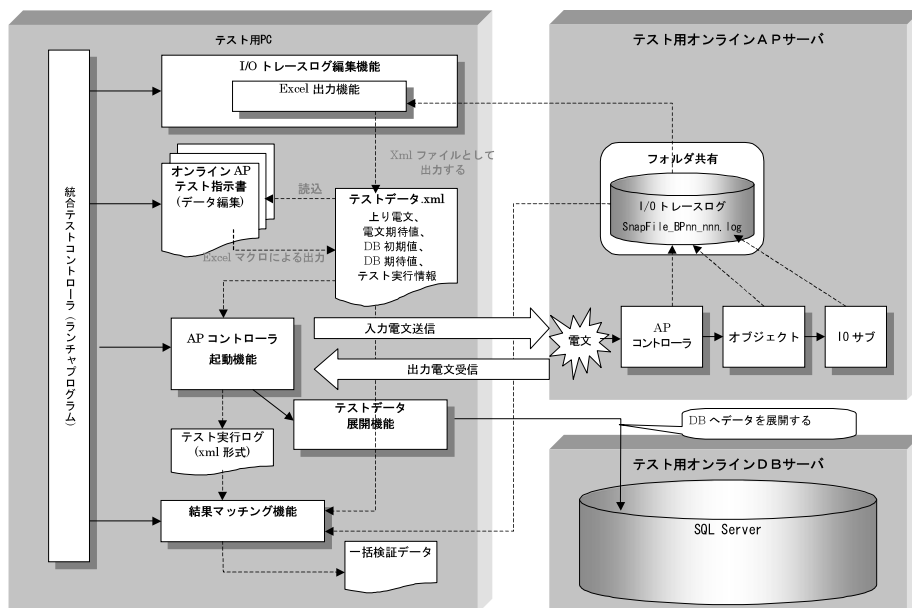 テスト用PC
I/O トレースログ編集機能
Excel 出力機能
統合テストコントローラ（ランチャプログラム）
オンライン AP
テスト指示書
(データ編集)
読込
Excel マクロによる出力
Xml ファイルとして
出力する
テストデータ.xml
上り電文、
電文期待値、
DB 初期値、
DB 期待値、
テスト実行情報
AP コントローラ
起動機能
入力電文送信
出力電文受信
テストデータ
展開機能
テスト実行ログ
(xml 形式)
結果マッチング機能
一括検証データ
テスト用オンラインＡＰサーバ
フォルダ共有
I/O トレースログ
SnapFile_BPnn_nnn.log
電文
AP
コントローラ
オブジェクト
IO サブ
DB へデータを展開する
テスト用オンラインＤＢサーバ
SQL Server